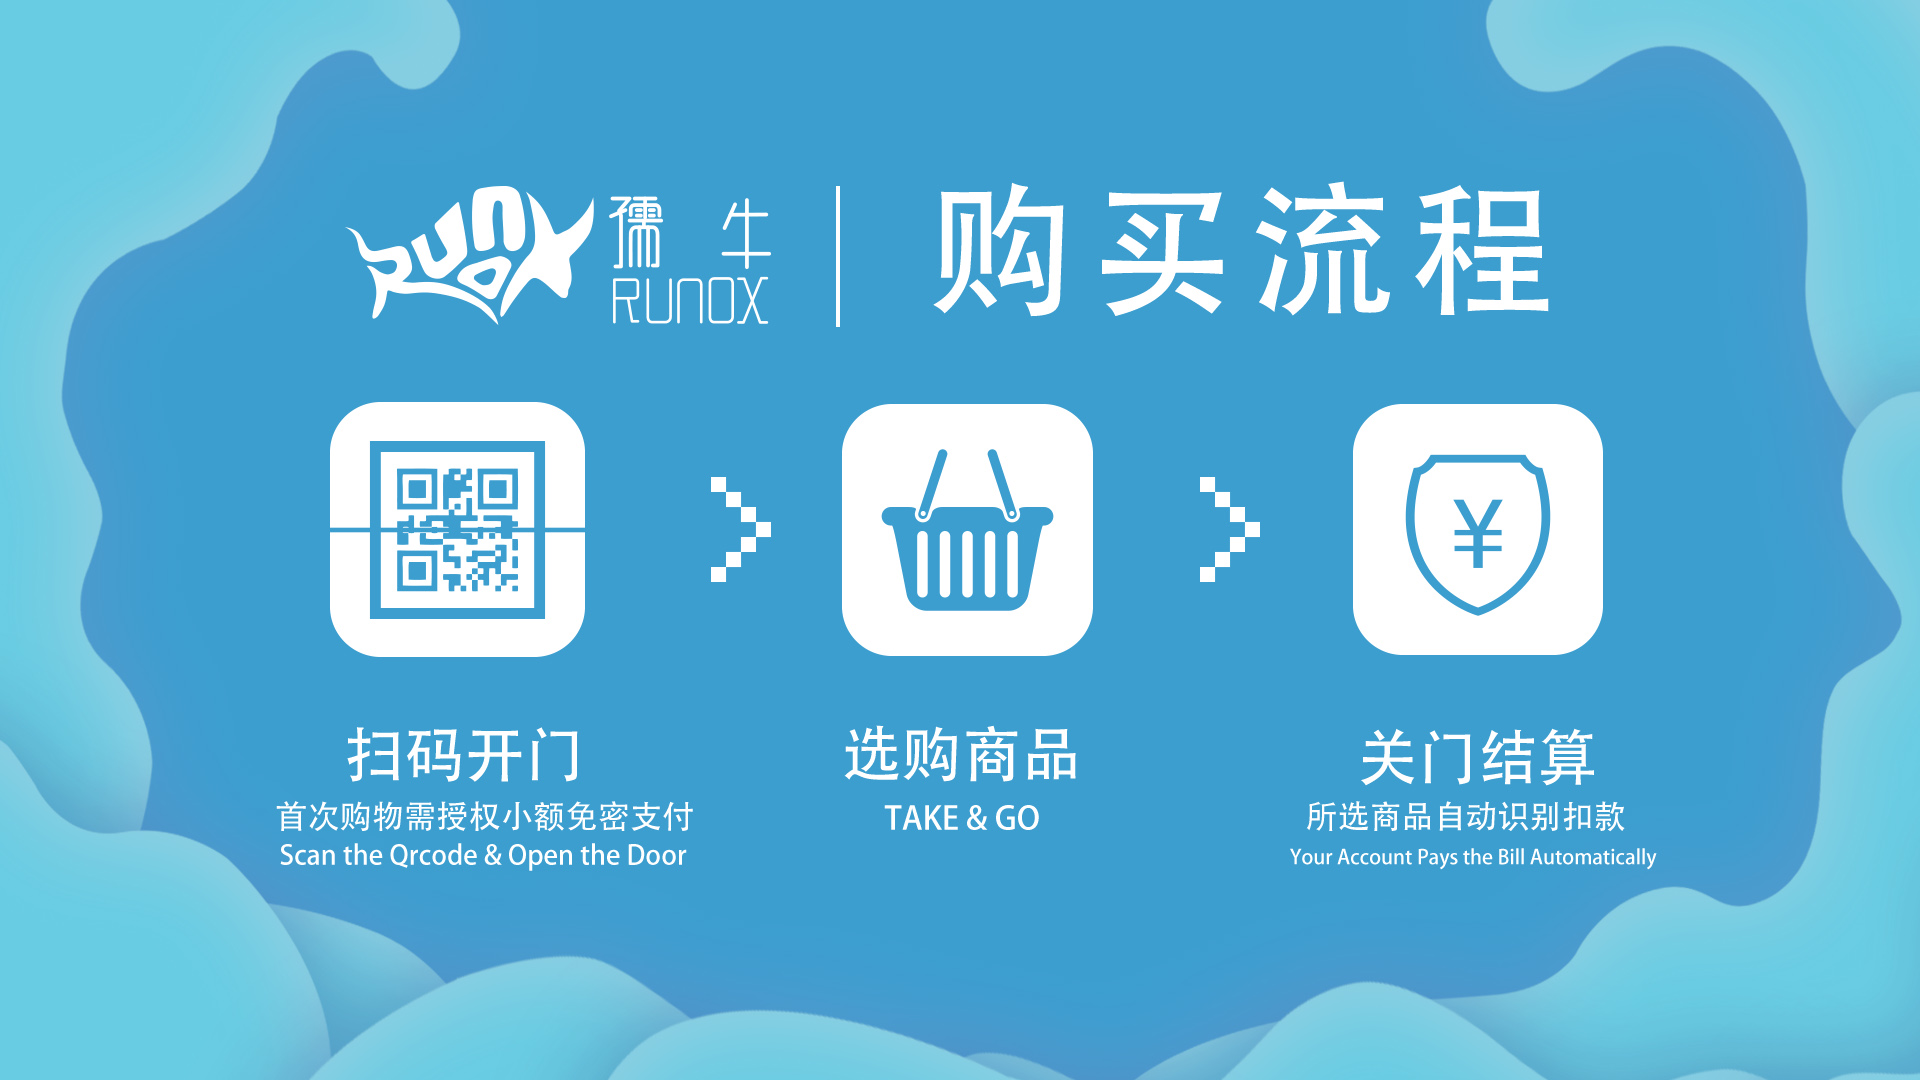 RUNOX
孺牛
RUNOX
购买流程
扫码开门
首次购物需授权小额免密支付
Scan the Qrcode & Open the Door
选购商品
TAKE & GO
¥
关门结算
所选商品自动识别扣款
Your Account Pays the Bill Automatically